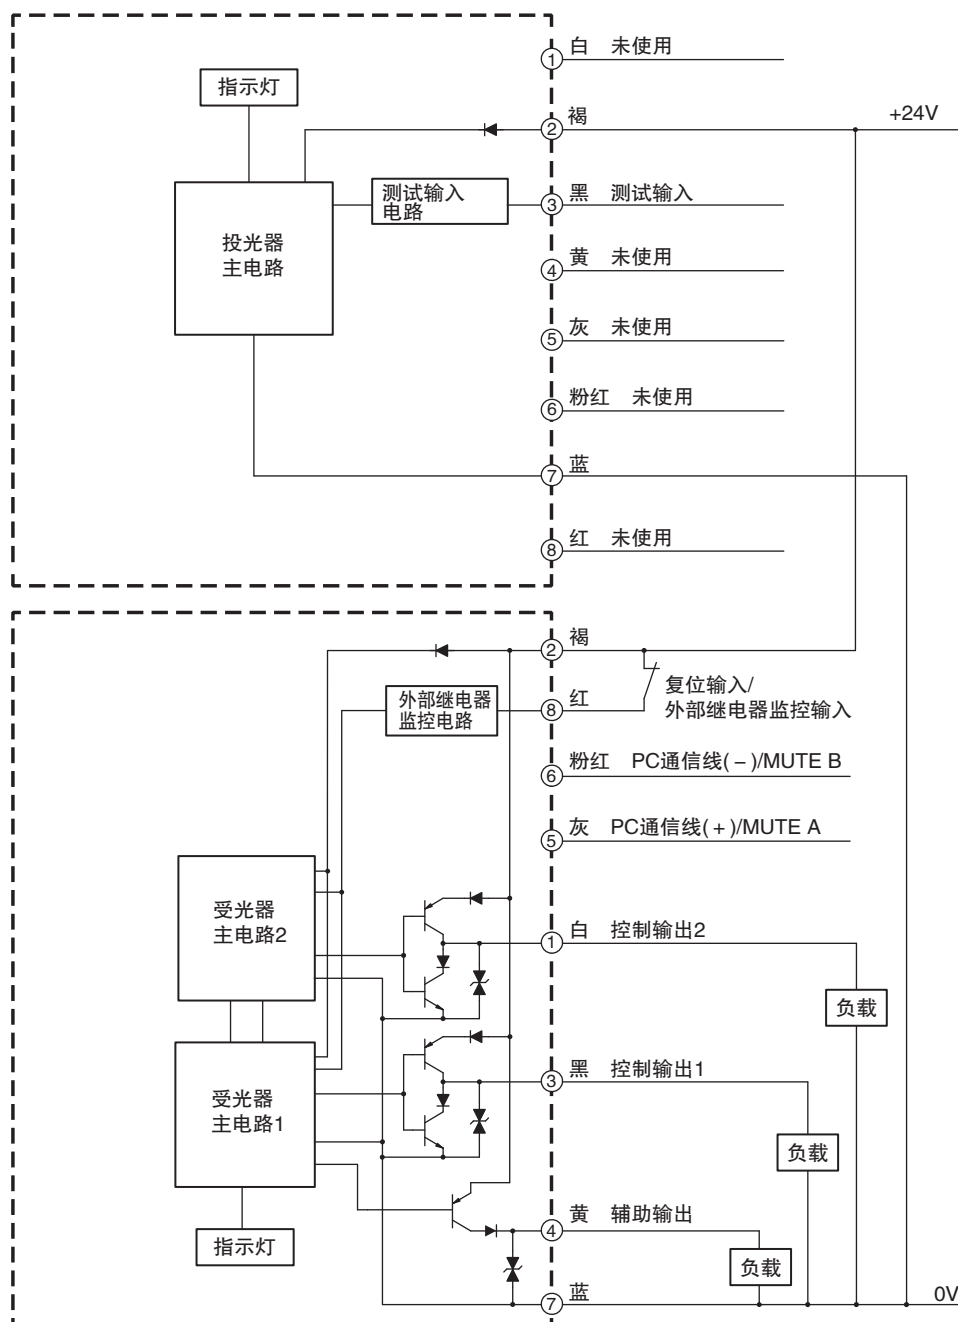 ① 白 未使用
指示灯
② 褐
+24V
测试输入
电路
③ 黑 测试输入
投光器
主电路
④ 黄 未使用
⑤ 灰 未使用
⑥ 粉红 未使用
⑦ 蓝
⑧ 红 未使用
② 褐
外部继电器
监控电路
⑧ 红
复位输入/
外部继电器监控输入
⑥ 粉红 PC通信线(－)/MUTE B
⑤ 灰 PC通信线(+)/MUTE A
受光器
主电路2
① 白 控制输出2
负载
受光器
主电路1
③ 黑 控制输出1
负载
④ 黄 辅助输出
指示灯
负载
⑦ 蓝
0V